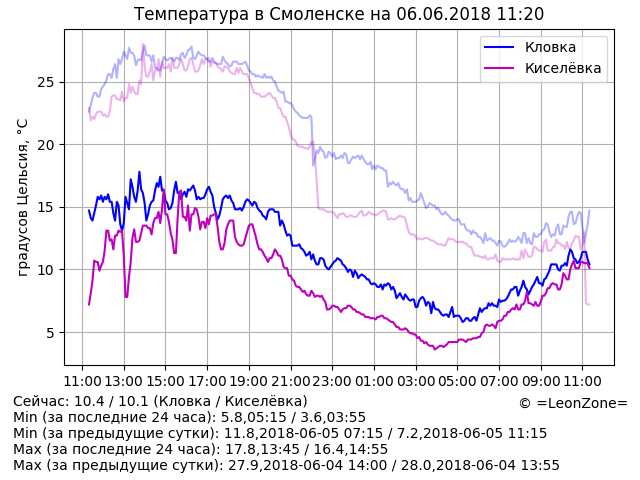 Температура в Смоленске на 06.06.2018 11:20
Кловка
Киселёвка
градусов Цельсия, °C
25
20
15
10
5
11:00 13:00 15:00 17:00 19:00 21:00 23:00 01:00 03:00 05:00 07:00 09:00 11:00
Сейчас: 10.4 / 10.1 (Кловка / Киселёвка)
© =LeonZone=
Min (за последние 24 часа): 5.8,05:15 / 3.6,03:55
Min (за предыдущие сутки): 11.8,2018-06-05 07:15 / 7.2,2018-06-05 11:15
Max (за последние 24 часа): 17.8,13:45 / 16.4,14:55
Max (за предыдущие сутки): 27.9,2018-06-04 14:00 / 28.0,2018-06-04 13:55